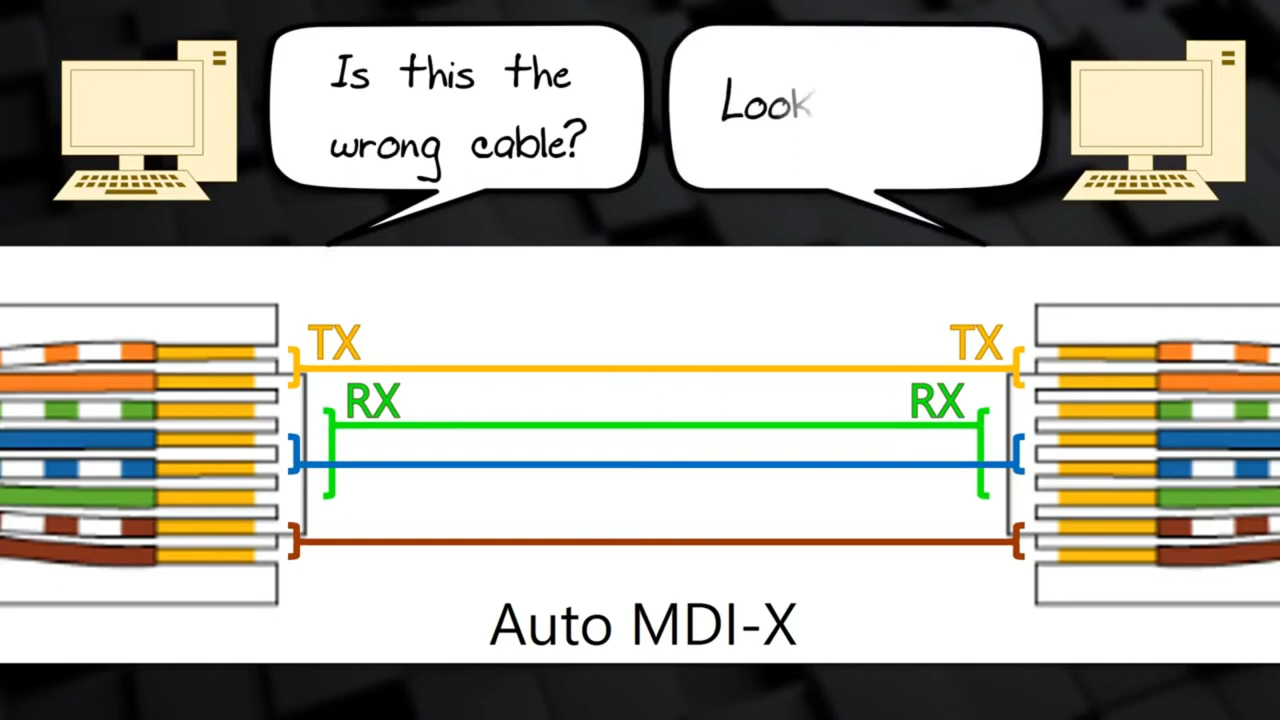 Is this the
wrong cable?
Look
TX
TX
RX
RX
Auto MDI-X